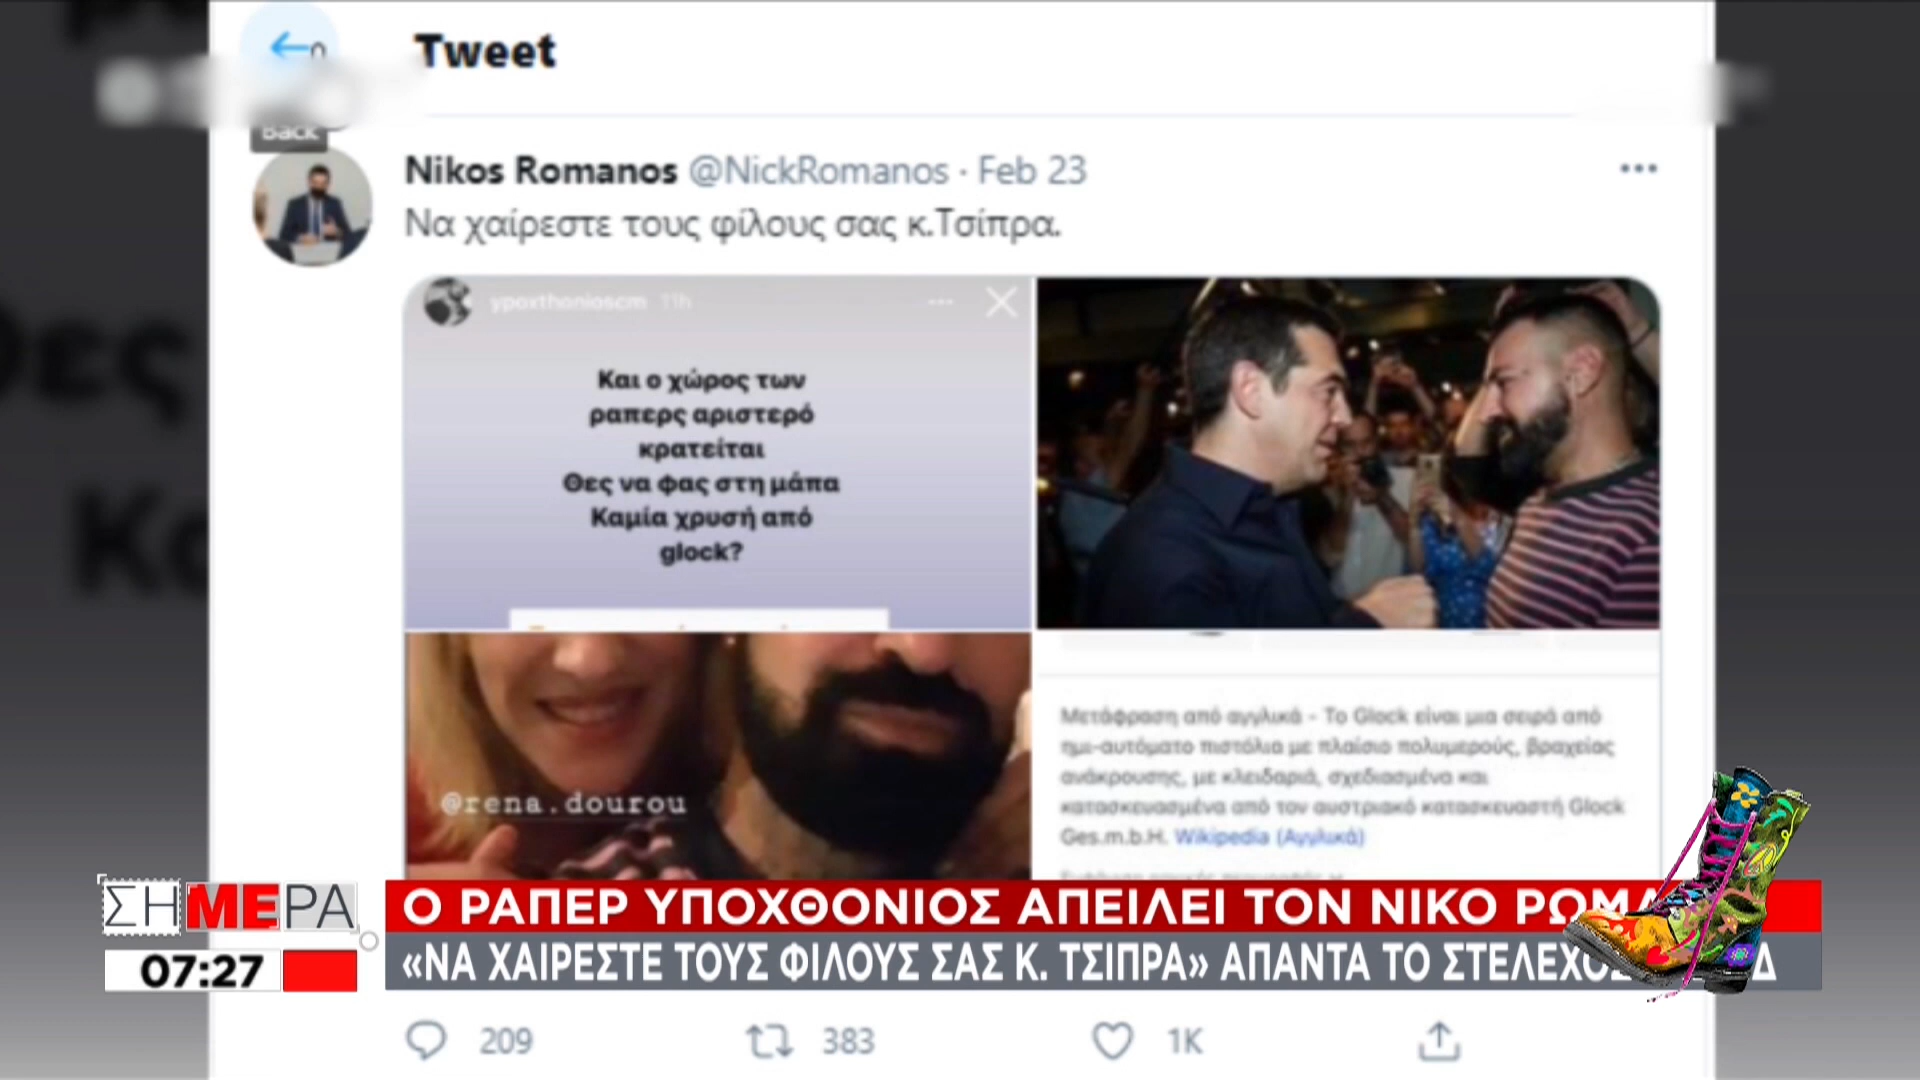 Tweet
Back
Nikos Romanos @NickRomanos · Feb 23
Να χαίρεστε τους φίλους σας κ.Τσίπρα.
ypoxthonioscm 11h
Και ο χώρος των
ραπερς αριστερό
κρατείται
Θες να φας στη μάπα
Καμία χρυσή από
glock?
@rena.dourou
Μετάφραση από αγγλικά - Το Glock είναι μια σειρά από
ημι-αυτόματο πιστόλια με πλαίσιο πολυμερούς, βραχείας
ανάκρουσης, με κλειδαριά, σχεδιασμένα και
κατασκευασμένα από τον αυστριακό κατασκευαστή Glock
Ges.m.b.H. Wikipedia (Αγγλικά)
ΣΗΜΕΡΑ
07:27
Ο ΡΑΠΕΡ ΥΠΟΧΘΟΝΙΟΣ ΑΠΕΙΛΕΙ ΤΟΝ ΝΙΚΟ ΡΩΜΑ
«ΝΑ ΧΑΙΡΕΣΤΕ ΤΟΥΣ ΦΙΛΟΥΣ ΣΑΣ Κ. ΤΣΙΠΡΑ» ΑΠΑΝΤΑ ΤΟ ΣΤΕΛΕΧΟΣ Δ
209 383 1K